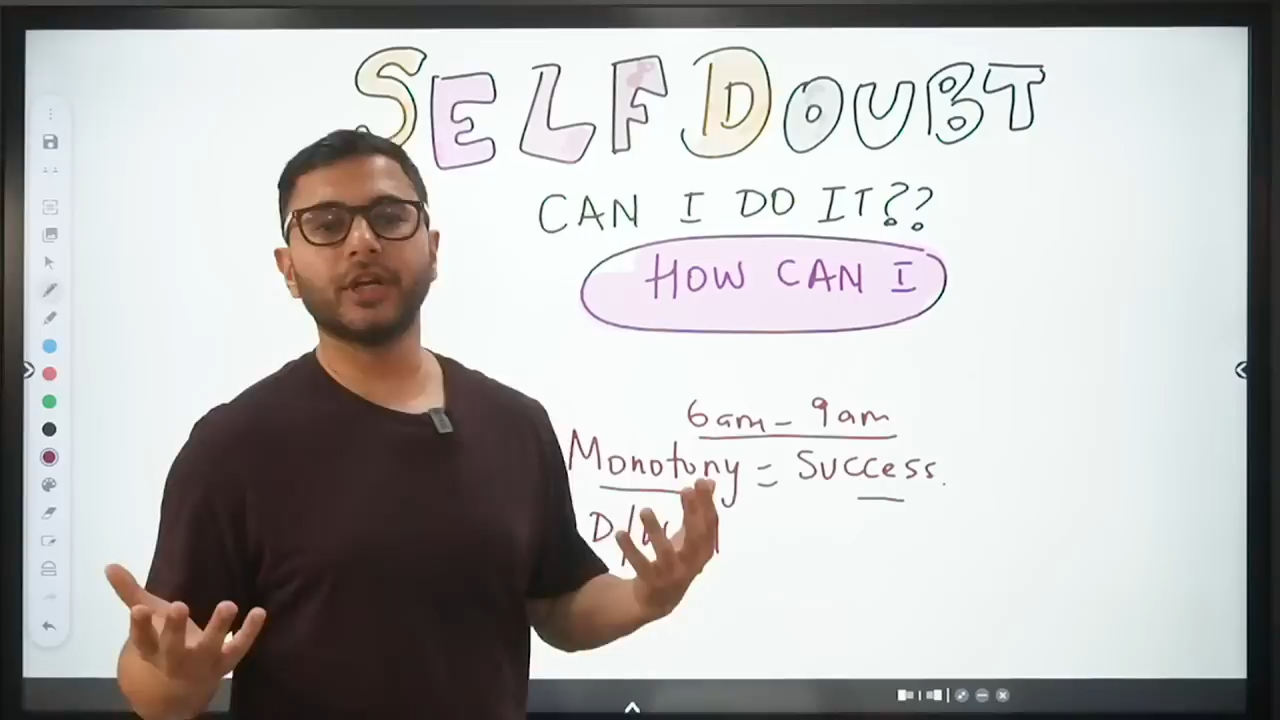 SELF DOUBT
CAN I DO IT??
HOW CAN I
6am - 9am
Monotony = Success.